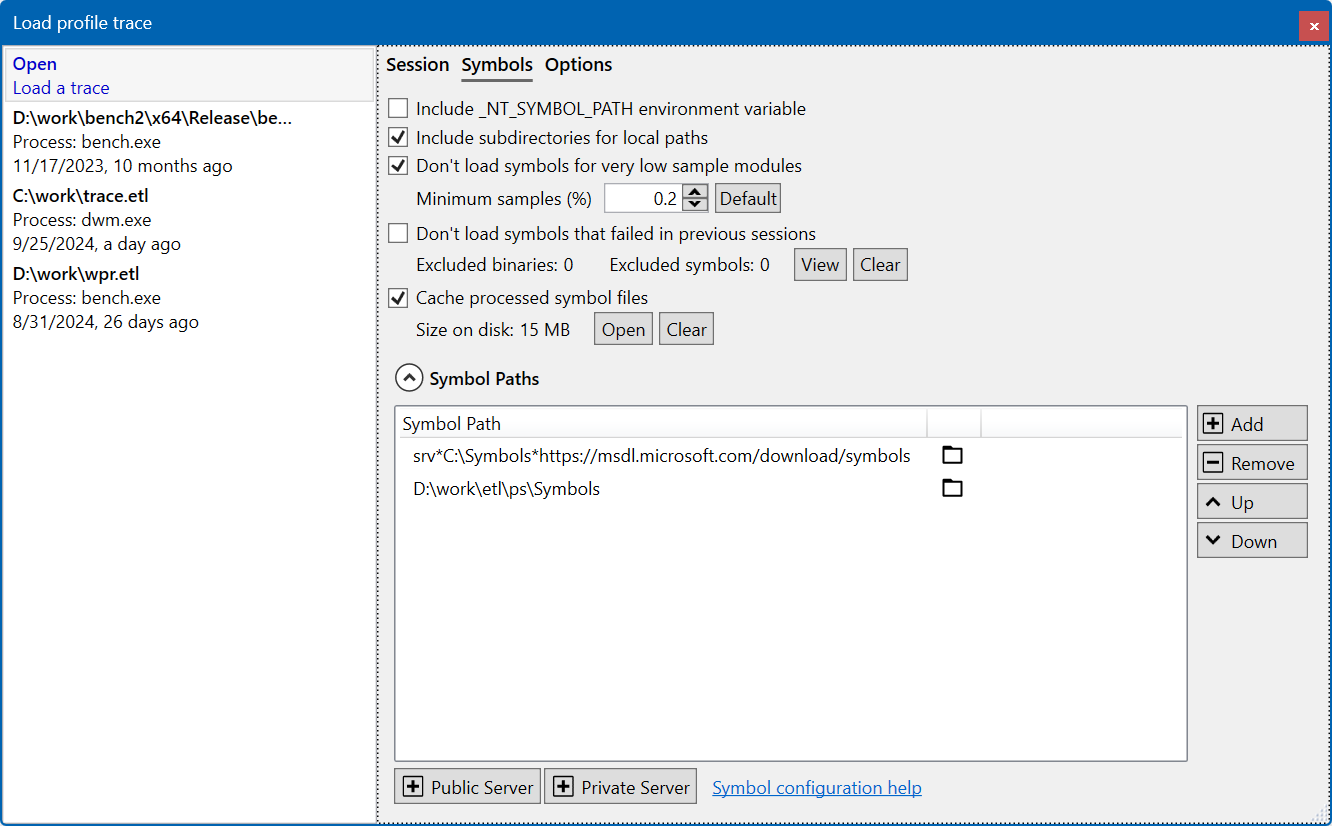 Load profile trace
Open
Load a trace
D:\work\bench2\x64\Release\be...
Process: bench.exe
11/17/2023, 10 months ago
C:\work\trace.etl
Process: dwm.exe
9/25/2024, a day ago
D:\work\wpr.etl
Process: bench.exe
8/31/2024, 26 days ago
Session Symbols Options
Include _NT_SYMBOL_PATH environment variable
Include subdirectories for local paths
Don't load symbols for very low sample modules
Minimum samples (%) 0.2 Default
Don't load symbols that failed in previous sessions
Excluded binaries: 0 Excluded symbols: 0 View Clear
Cache processed symbol files
Size on disk: 15 MB Open Clear
Symbol Paths
Symbol Path
srv*C:\Symbols*https://msdl.microsoft.com/download/symbols
D:\work\etl\ps\Symbols
Add
Remove
Up
Down
Public Server Private Server Symbol configuration help